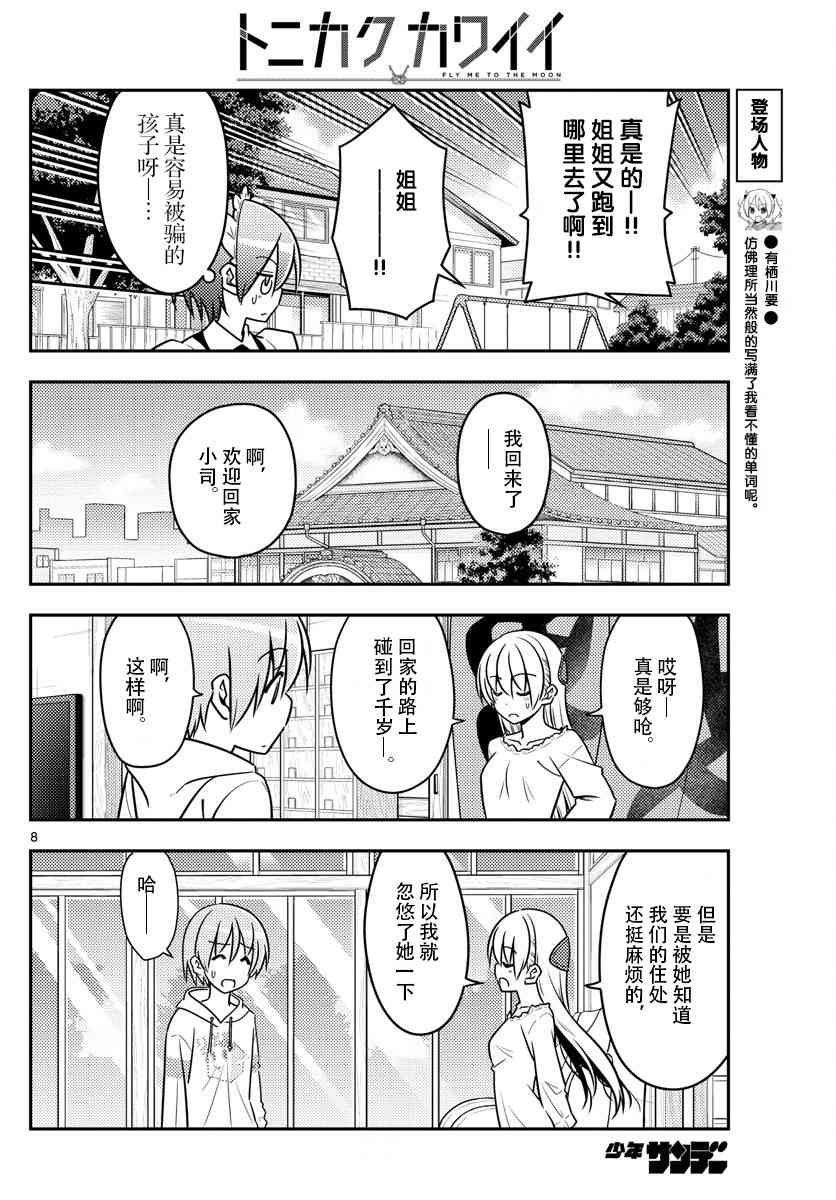 トニカクカワイイ
FLY ME TO THE MOON
登场人物
●有栖川要●
仿佛理所当然般的写满了我看不懂的单词呢。
真是的—!!
姐姐又跑到
哪里去了啊!!
姐姐
——!!
真是容易被骗的
孩子呀—…
我回来了
—
啊,
欢迎回家
小司。
哎呀—
真是够呛。
回家的路上
碰到了千岁—。
啊,
这样啊。
8
但是
要是被她知道
我们的住处
还挺麻烦的,
所以我就
忽悠了她一下
哈
—
少年サンデー